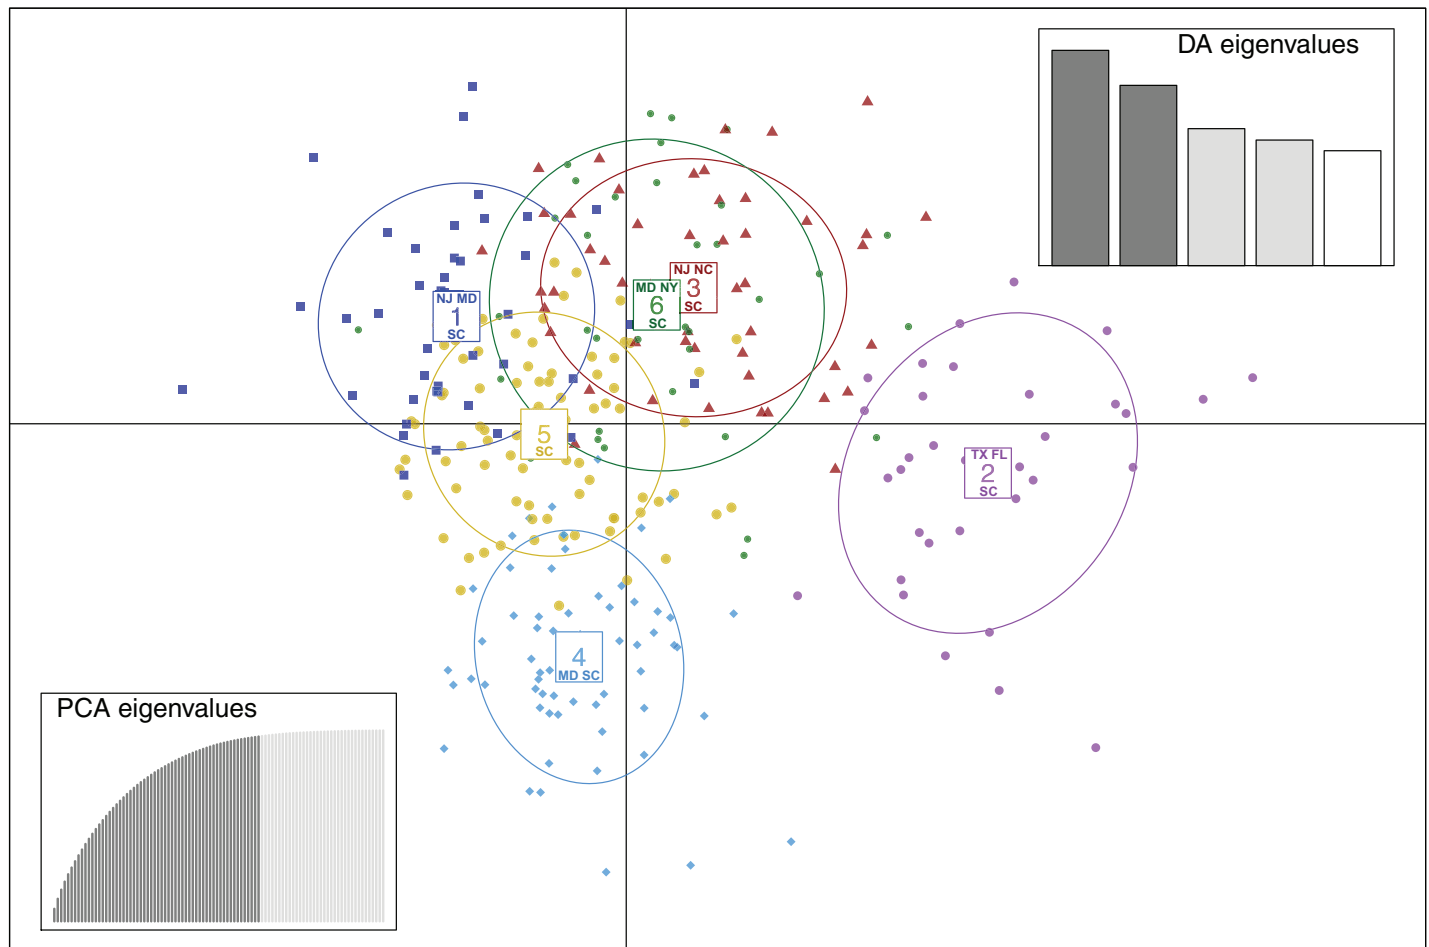 DA eigenvalues
NJ MD
1
SC
MD NY
6
SC
NJ NC
3
SC
5
SC
TX FL
2
SC
4
MD SC
PCA eigenvalues